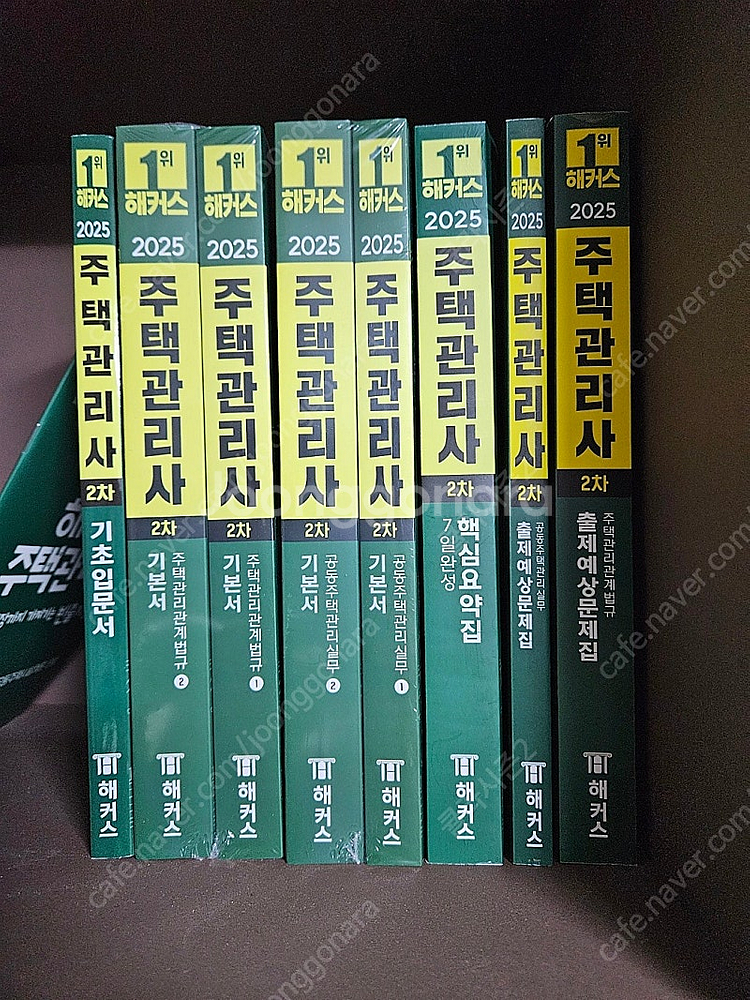 1위
해커스
2025
주택관리사
2차
기초입문서
해커스
1위
해커스
2025
주택관리사
2차
기본서
주택관리관계법규 2
해커스
1위
해커스
2025
주택관리사
2차
기본서
주택관리관계법규 1
해커스
1위
해커스
2025
주택관리사
2차
기본서
공동주택관리실무 2
해커스
1위
해커스
2025
주택관리사
2차
기본서
공동주택관리실무 1
해커스
1위
해커스
2025
주택관리사
2차
7일완성
핵심요약집
해커스
1위
해커스
2025
주택관리사
2차
공동주택관리실무
출제예상문제집
해커스
1위
해커스
2025
주택관리사
2차
주택관리관계법규
출제예상문제집
해커스
주택관
Joonggonara
cafe.naver.com/joonggonara